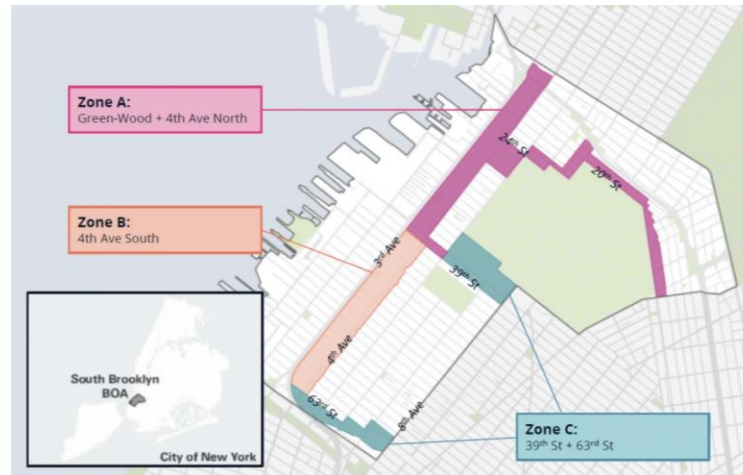 Zone A:
Green-Wood + 4th Ave North
24th St
20th St
Zone B:
4th Ave South
3rd Ave
39th St
4th Ave
South Brooklyn
BOA
63rd St
8th Ave
Zone C:
39th St + 63rd St
City of New York